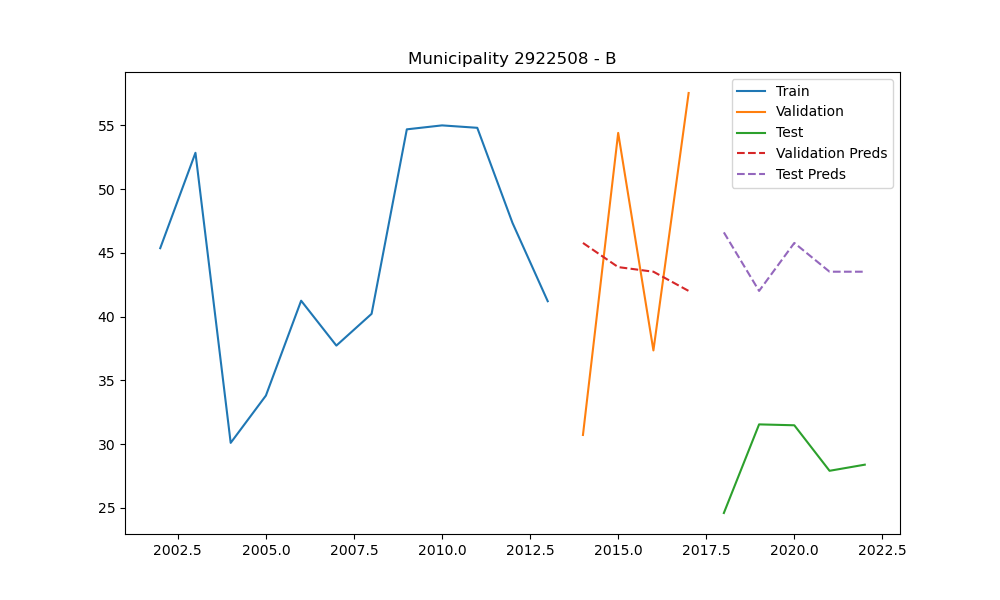 Municipality 2922508 - B
Train
Validation
Test
Validation Preds
Test Preds
55
50
45
40
35
30
25
2002.5 2005.0 2007.5 2010.0 2012.5 2015.0 2017.5 2020.0 2022.5